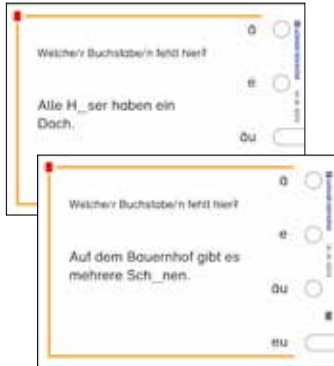 Welche/r Buchstabe/n fehlt hier?
Alle H_ser haben ein
Dach.
ä
e
äu
Welche/r Buchstabe/n fehlt hier?
Auf dem Bauernhof gibt es
mehrere Sch_nen.
ä
e
äu
eu